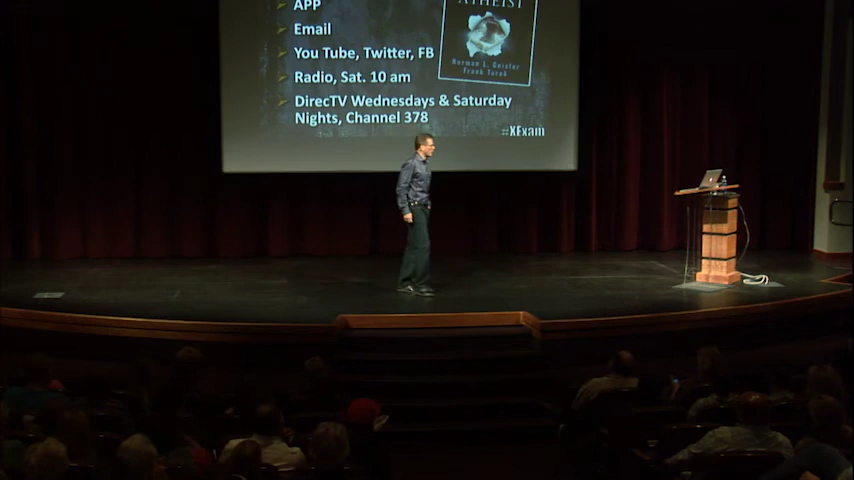 APP
Email
You Tube, Twitter, FB
Radio, Sat. 10 am
DirecTV Wednesdays & Saturday
Nights, Channel 378
ATHEIST
Norman L. Geisler
Frank Turek
#XExam